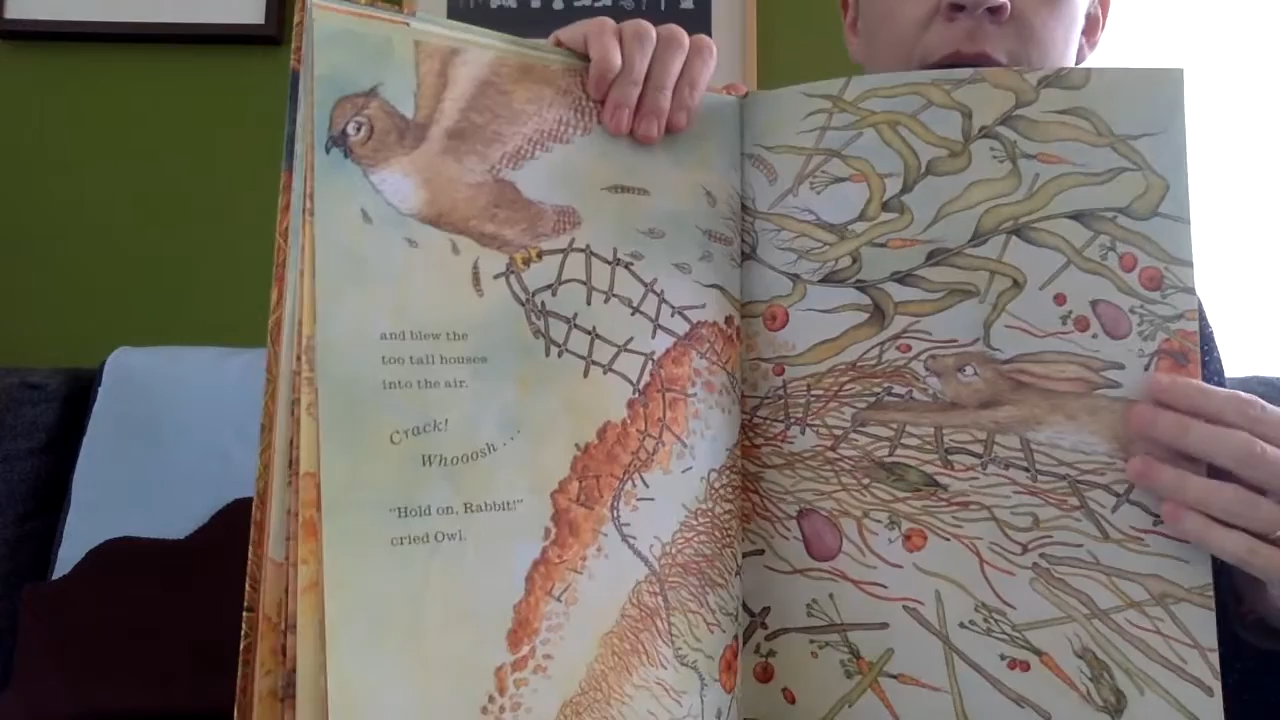 and blew the
too tall houses
into the air.
Crack!
Whooosh ...
"Hold on, Rabbit!"
cried Owl.